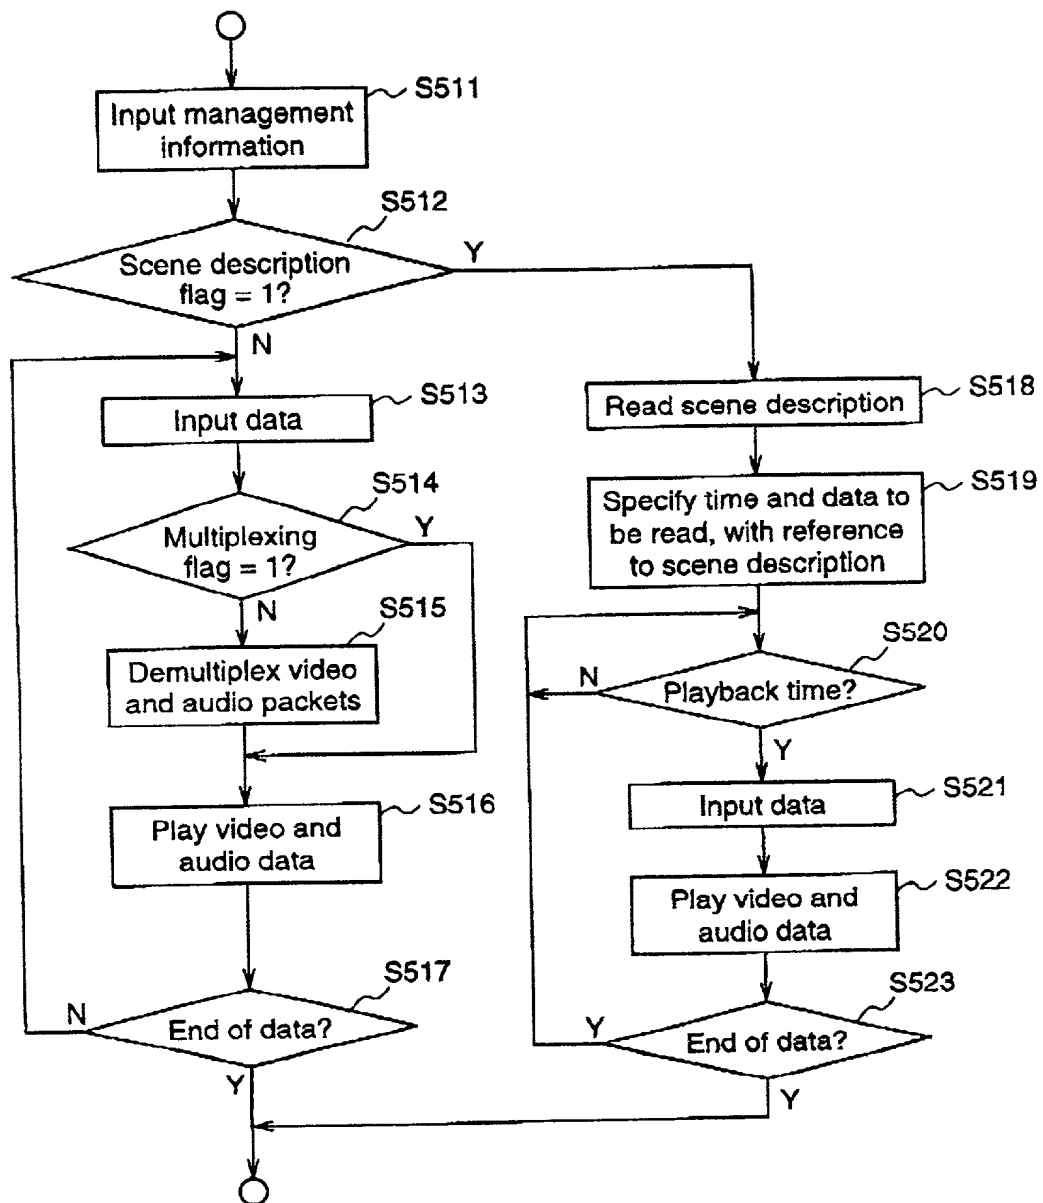 S511
Input management
information
S512
Scene description
flag = 1?
Y
N
S513
Input data
S514
Multiplexing
flag = 1?
Y
N
S515
Demultiplex video
and audio packets
S516
Play video and
audio data
S517
End of data?
N
Y
S518
Read scene description
S519
Specify time and data to
be read, with reference
to scene description
S520
Playback time?
N
Y
S521
Input data
S522
Play video and
audio data
S523
End of data?
Y
Y